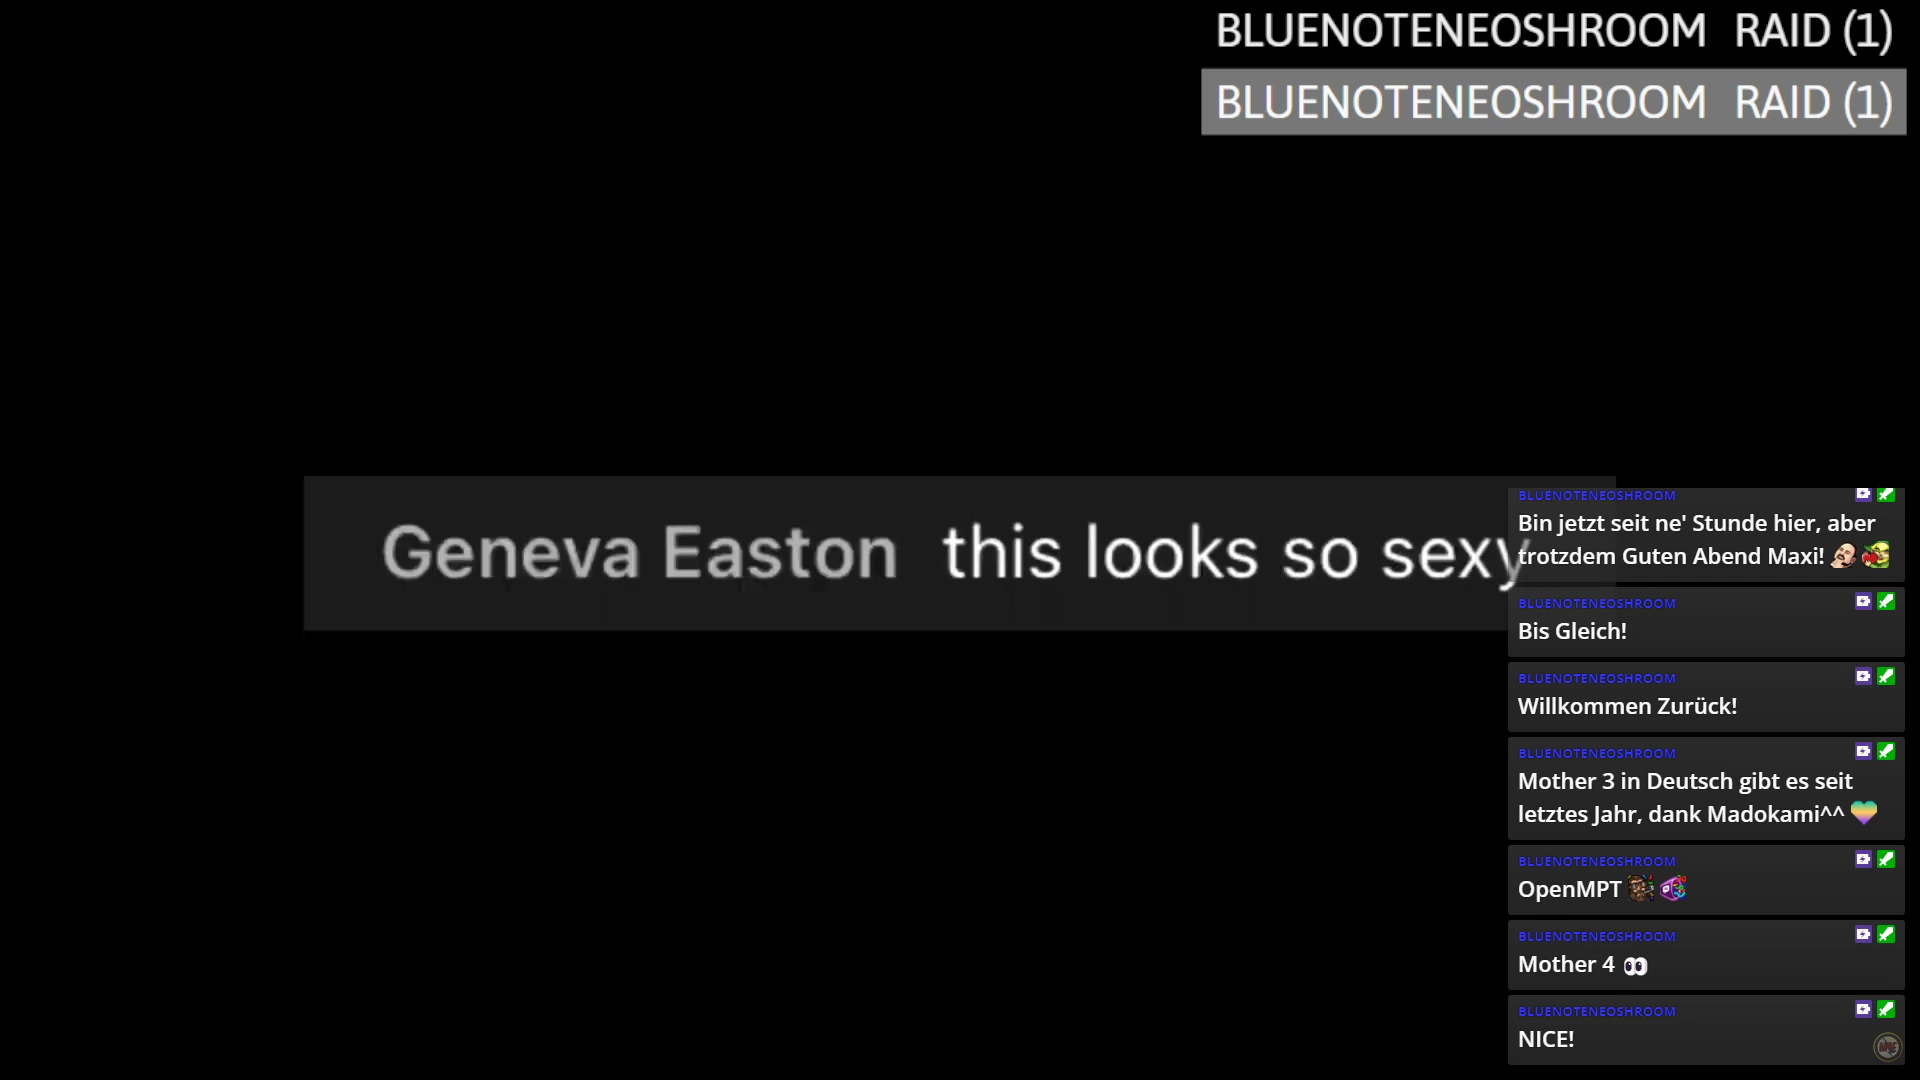 BLUENOTENEOSHROOM RAID (1)
BLUENOTENEOSHROOM RAID (1)
Geneva Easton this looks so sexy
BLUENOTENEOSHROOM
Bin jetzt seit ne' Stunde hier, aber
trotzdem Guten Abend Maxi!
BLUENOTENEOSHROOM
Bis Gleich!
BLUENOTENEOSHROOM
Willkommen Zurück!
BLUENOTENEOSHROOM
Mother 3 in Deutsch gibt es seit
letztes Jahr, dank Madokami^^
BLUENOTENEOSHROOM
OpenMPT
BLUENOTENEOSHROOM
Mother 4 👀
BLUENOTENEOSHROOM
NICE!